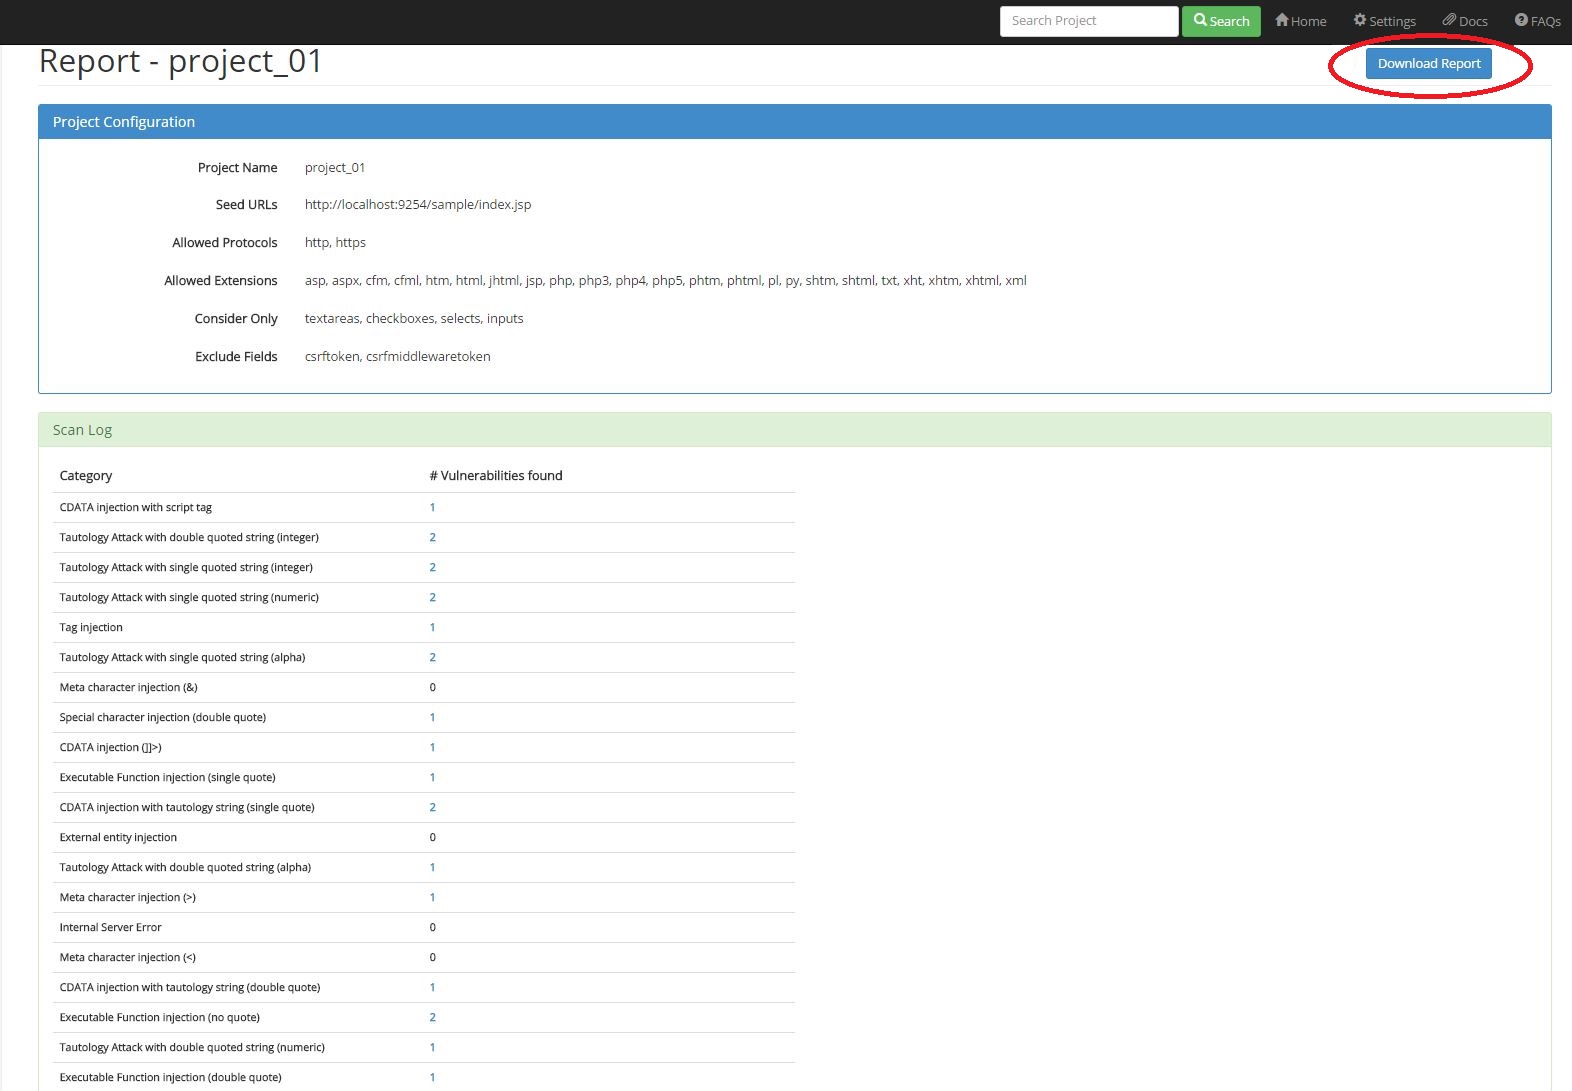 Search Project Search Home Settings Docs FAQs
Report - project_01 Download Report
Project Configuration
Project Name project_01
Seed URLs http://localhost:9254/sample/index.jsp
Allowed Protocols http, https
Allowed Extensions asp, aspx, cfm, cfml, htm, html, jhtml, jsp, php, php3, php4, php5, phtm, phtml, pl, py, shtm, shtml, txt, xht, xhtm, xhtml, xml
Consider Only textareas, checkboxes, selects, inputs
Exclude Fields csrftoken, csrfmiddlewaretoken
Scan Log
Category # Vulnerabilities found
CDATA injection with script tag 1
Tautology Attack with double quoted string (integer) 2
Tautology Attack with single quoted string (integer) 2
Tautology Attack with single quoted string (numeric) 2
Tag injection 1
Tautology Attack with single quoted string (alpha) 2
Meta character injection (&) 0
Special character injection (double quote) 1
CDATA injection (]]>) 1
Executable Function injection (single quote) 1
CDATA injection with tautology string (single quote) 2
External entity injection 0
Tautology Attack with double quoted string (alpha) 1
Meta character injection (>) 1
Internal Server Error 0
Meta character injection (<) 0
CDATA injection with tautology string (double quote) 1
Executable Function injection (no quote) 2
Tautology Attack with double quoted string (numeric) 1
Executable Function injection (double quote) 1